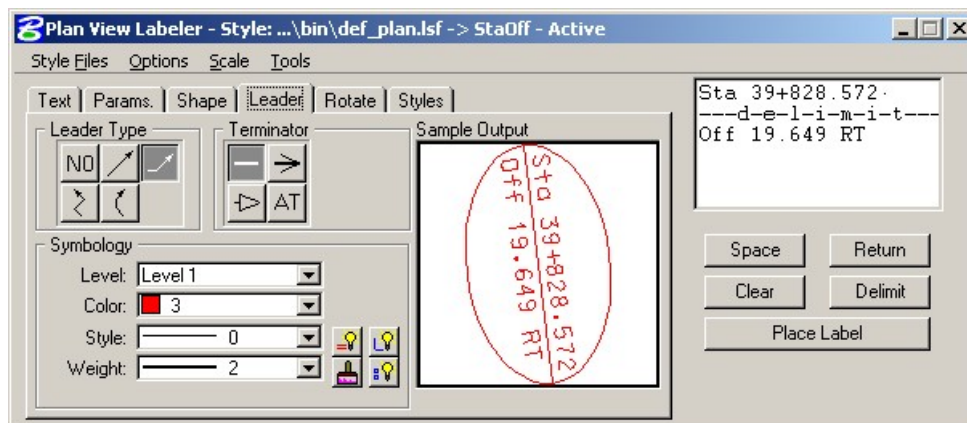 Plan View Labeler - Style: ...\bin\def_plan.lsf -> StaOff - Active
Style Files Options Scale Tools
Text Params. Shape Leader Rotate Styles
Leader Type
NO
Terminator
AT
Sample Output
Sta 39+828.572
Off 19.649 RT
Symbology
Level: Level 1
Color: 3
Style: 0
Weight: 2
Sta 39+828.572·
---d-e-l-i-m-i-t---
Off 19.649 RT
Space Return
Clear Delimit
Place Label